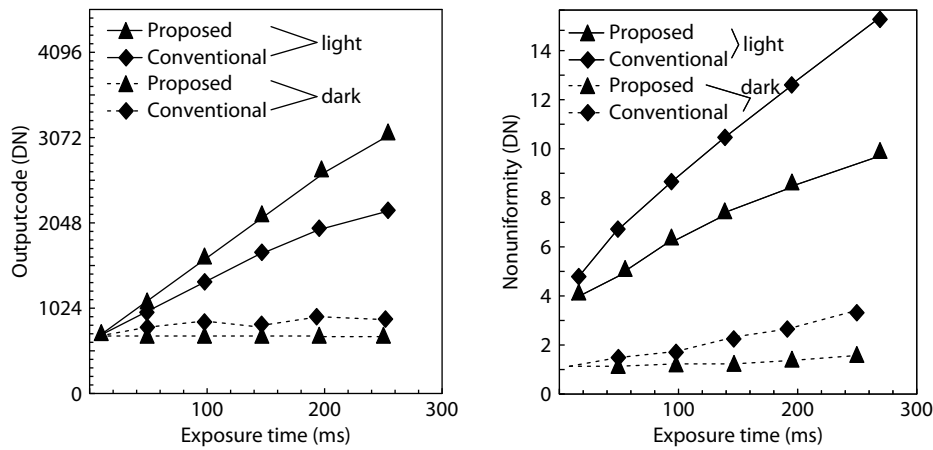 Outputcode (DN)
4096
3072
2048
1024
0
Proposed
Conventional
light
Proposed
Conventional
dark
100
200
300
Exposure time (ms)
Nonuniformity (DN)
14
12
10
8
6
4
2
0
Proposed
Conventional
light
Proposed
Conventional
dark
100
200
300
Exposure time (ms)